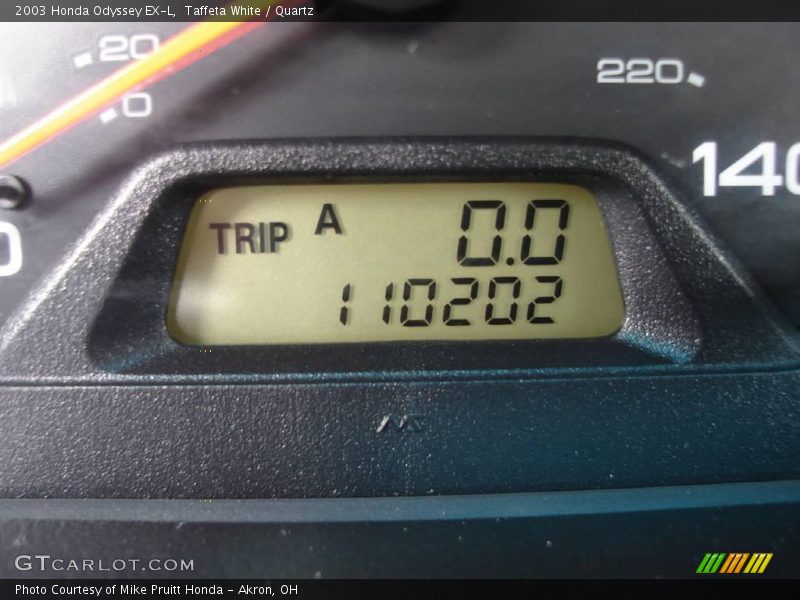 2003 Honda Odyssey EX-L,  Taffeta White / Quartz
20
0
220
140
0
TRIP A 0.0
110202
GTCARLOT.COM
Photo Courtesy of Mike Pruitt Honda - Akron, OH